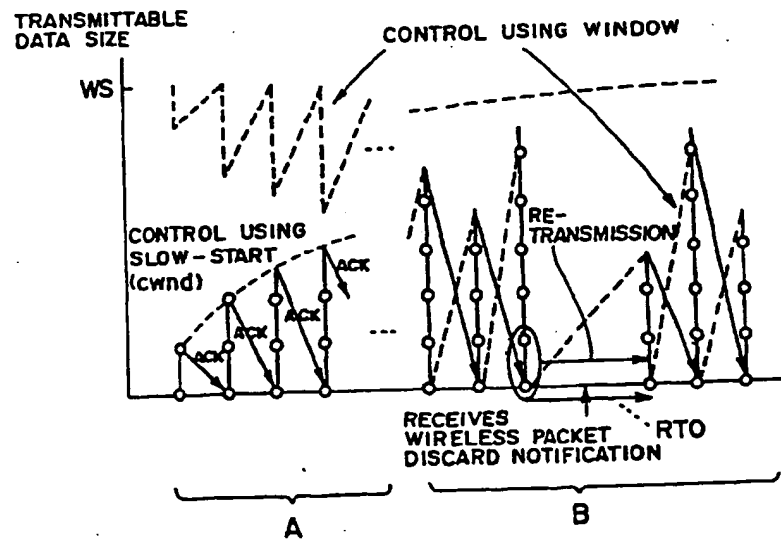 TRANSMITTABLE
DATA SIZE
CONTROL USING WINDOW
WS
...
CONTROL USING
SLOW-START
(cwnd)
ACK
ACK
ACK
ACK
...
RE-
TRANSMISSION
RECEIVES
WIRELESS PACKET
DISCARD NOTIFICATION
RTO
A
B